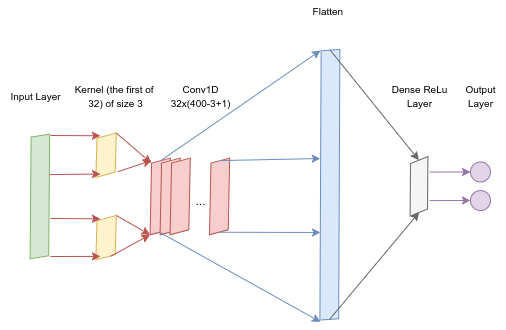 Flatten
Input Layer
Kernel (the first of
32) of size 3
Conv1D
32x(400-3+1)
Dense ReLu
Layer
Output
Layer
...